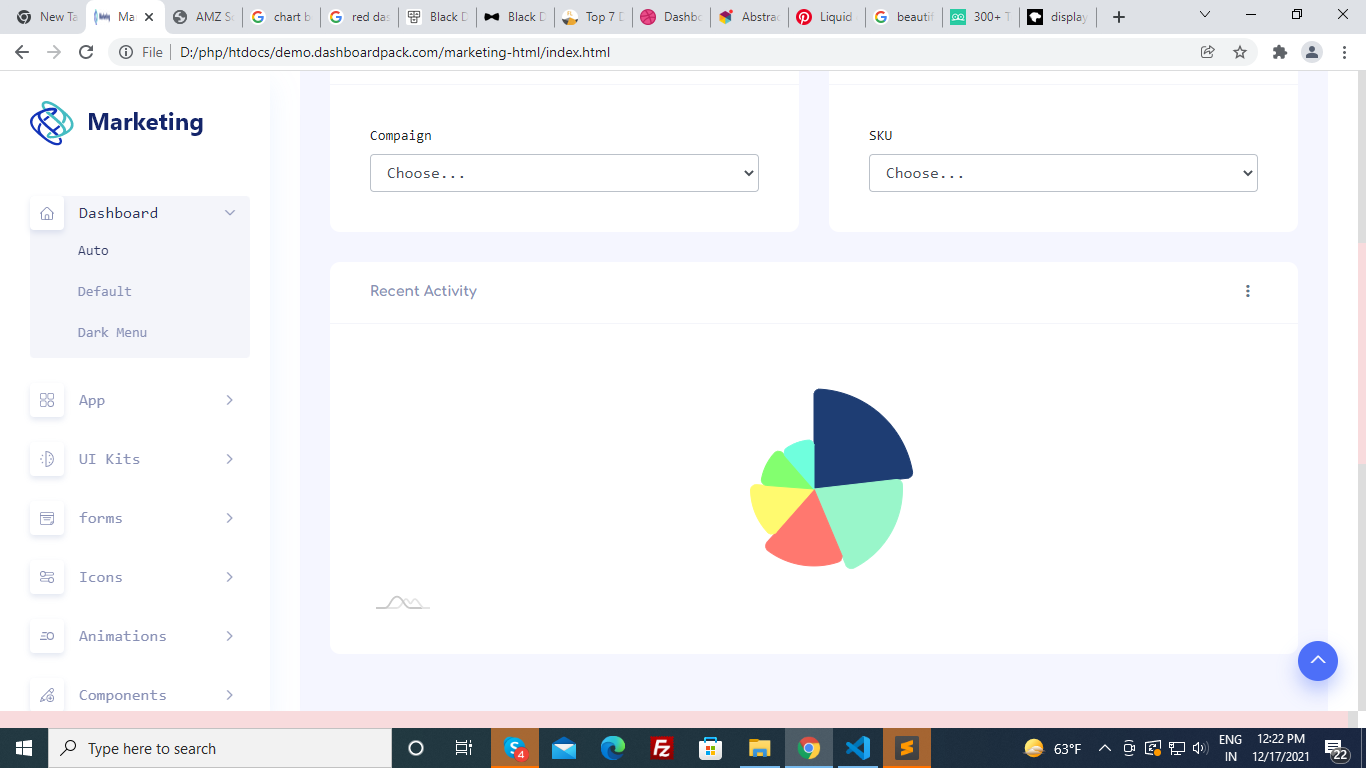 New Ta
Ma
AMZ Sc
chart b
red das
Black D
Black D
Top 7 D
Dashbo
Abstrac
Liquid
beautif
300+ T
display
File
D:/php/htdocs/demo.dashboardpack.com/marketing-html/index.html
Marketing
Dashboard
Auto
Default
Dark Menu
App
UI Kits
forms
Icons
Animations
Components
Compaign
Choose...
SKU
Choose...
Recent Activity
Type here to search
4
Fz
63°F
ENG
IN
12:22 PM
12/17/2021
22